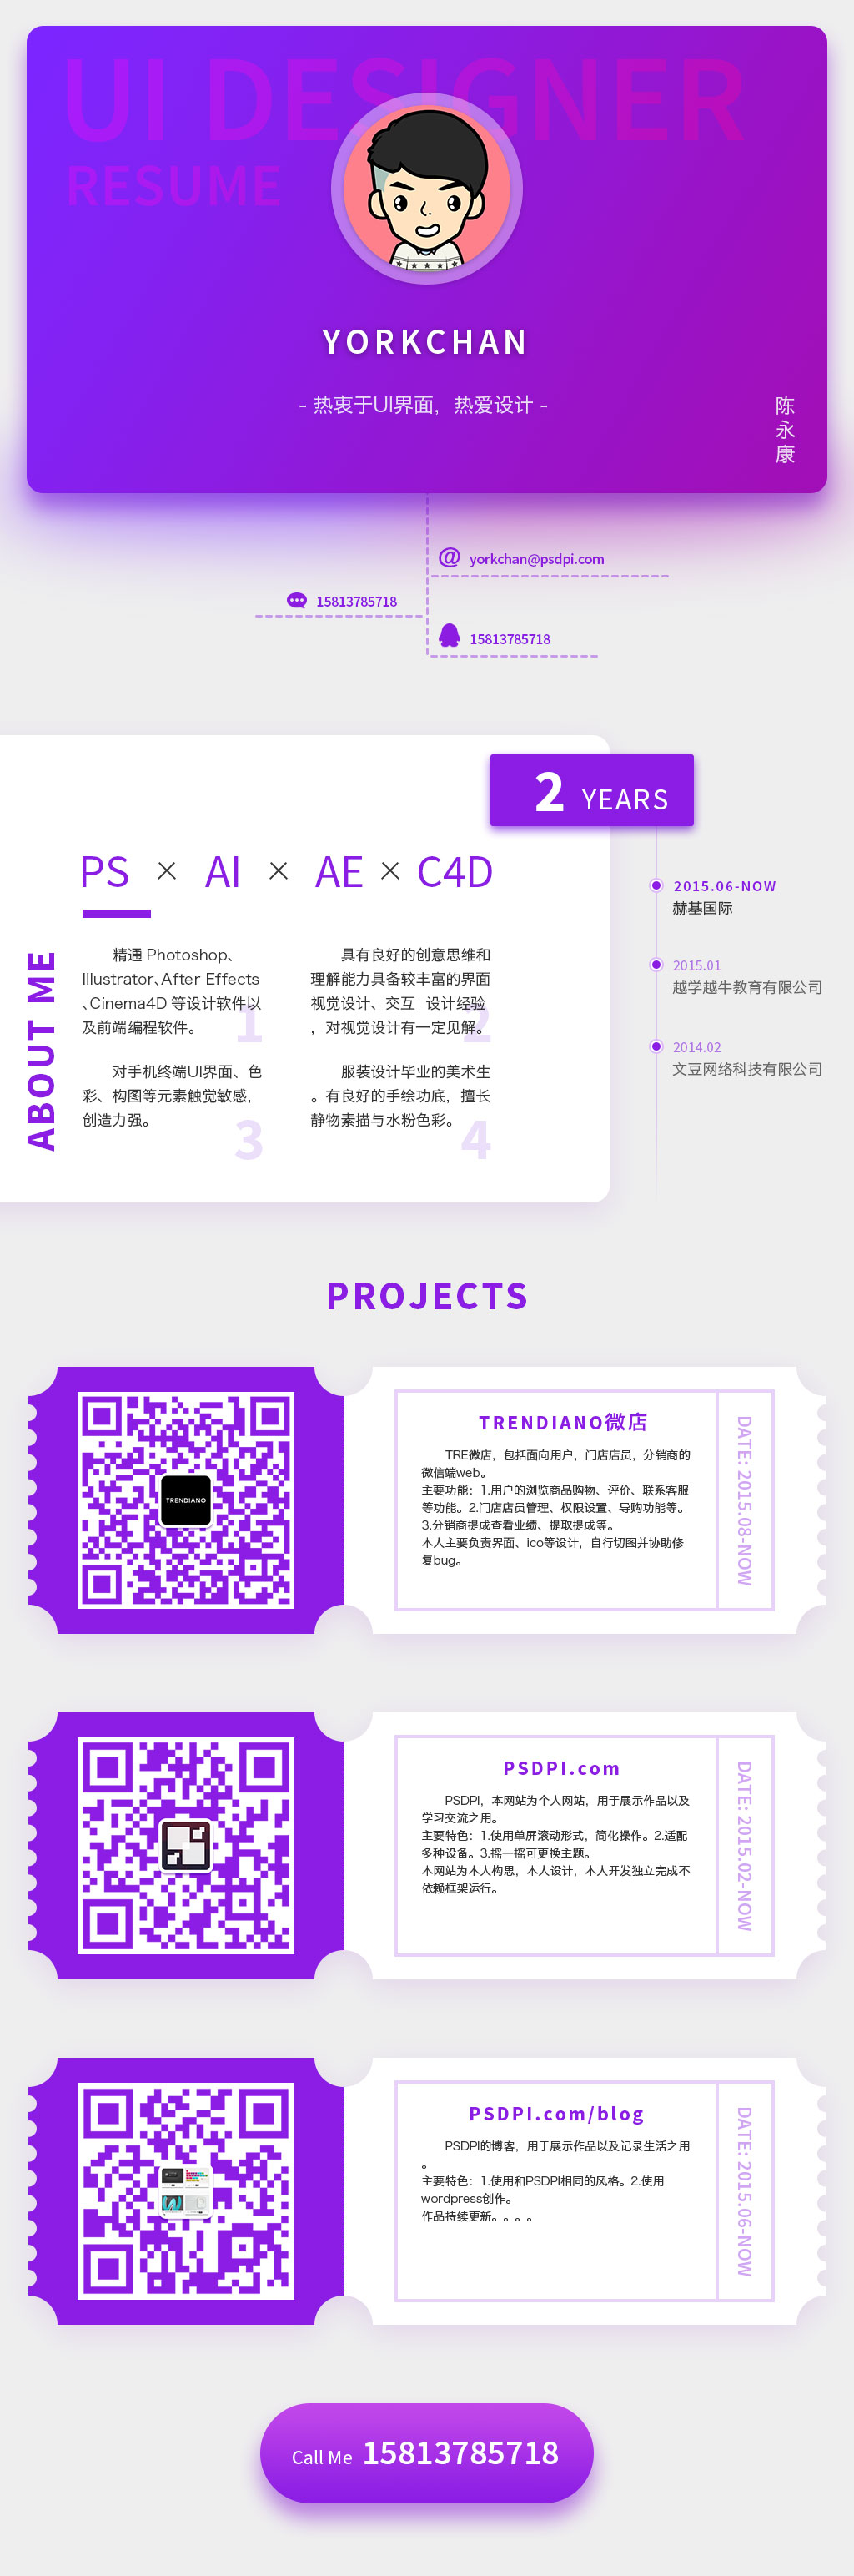 UI DESIGNER
RESUME
YORKCHAN
- 热衷于UI界面，热爱设计 -
陈永康
@ yorkchan@psdpi.com
15813785718
15813785718
2 YEARS
PS × AI × AE × C4D
ABOUT ME
精通 Photoshop、
Illustrator、After Effects
、Cinema4D 等设计软件以
及前端编程软件。
1
具有良好的创意思维和
理解能力具备较丰富的界面
视觉设计、交互 设计经验
，对视觉设计有一定见解。
2
对手机终端UI界面、色
彩、构图等元素触觉敏感，
创造力强。
3
服装设计毕业的美术生
。有良好的手绘功底，擅长
静物素描与水粉色彩。
4
2015.06-NOW
赫基国际
2015.01
越学越牛教育有限公司
2014.02
文豆网络科技有限公司
PROJECTS
TRENDIANO
TRENDIANO微店
TRE微店，包括面向用户，门店店员，分销商的
微信端web。
主要功能：1.用户的浏览商品购物、评价、联系客服
等功能。2.门店店员管理、权限设置、导购功能等。
3.分销商提成查看业绩、提取提成等。
本人主要负责界面、ico等设计，自行切图并协助修
复bug。
DATE: 2015.08-NOW
PSDPI.com
PSDPI，本网站为个人网站，用于展示作品以及
学习交流之用。
主要特色：1.使用单屏滚动形式，简化操作。2.适配
多种设备。3.摇一摇可更换主题。
本网站为本人构思，本人设计，本人开发独立完成不
依赖框架运行。
DATE: 2015.02-NOW
PSDPI.com/blog
PSDPI的博客，用于展示作品以及记录生活之用
。
主要特色：1.使用和PSDPI相同的风格。2.使用
wordpress创作。
作品持续更新。。。。
DATE: 2015.06-NOW
Call Me 15813785718